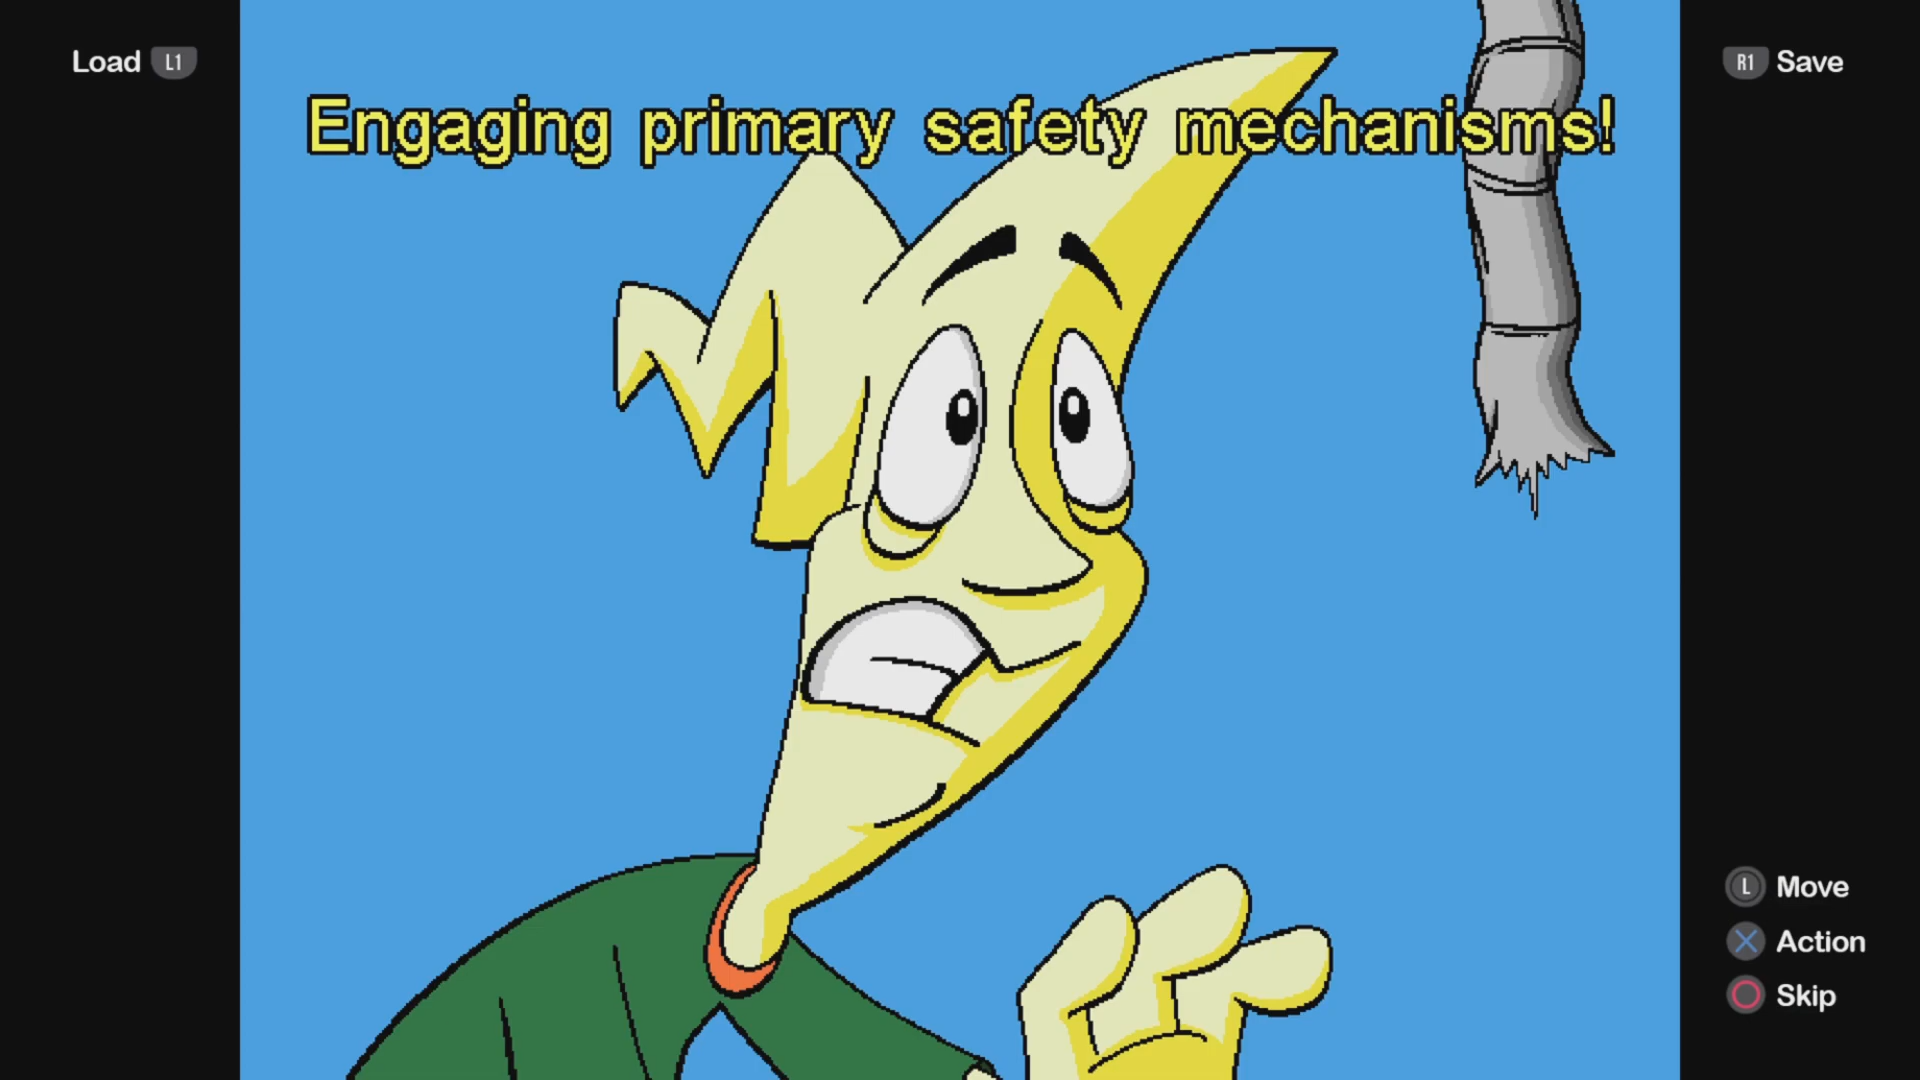 Load L1
R1 Save
Engaging primary safety mechanisms!
L Move
Action
Skip